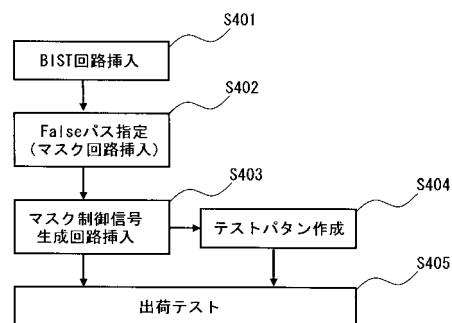 S401
BIST回路挿入
S402
Falseパス指定
(マスク回路挿入)
S403
マスク制御信号
生成回路挿入
S404
テストパタン作成
S405
出荷テスト